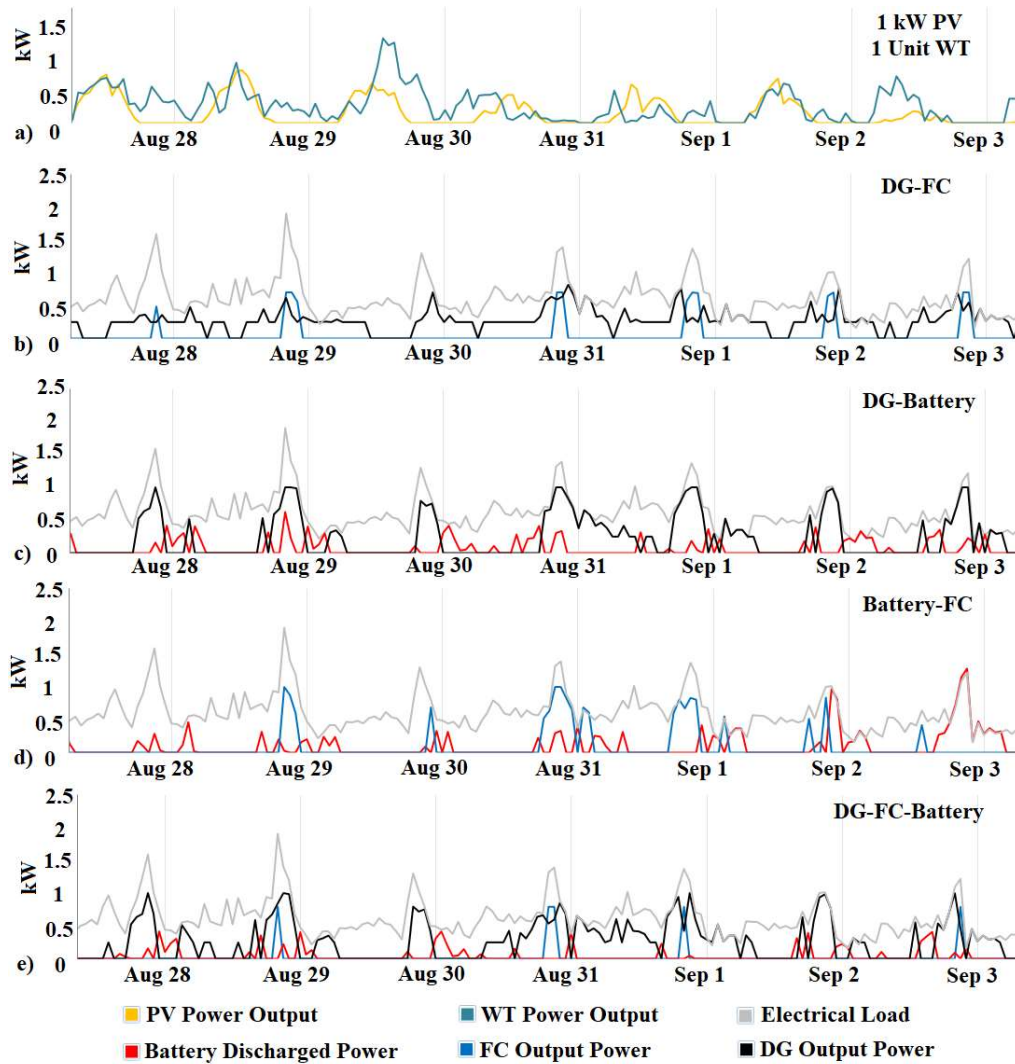 1.5
1
0.5
0
kW
a)
1 kW PV
1 Unit WT
Aug 28 Aug 29 Aug 30 Aug 31 Sep 1 Sep 2 Sep 3
2.5
2
1.5
1
0.5
0
kW
b)
DG-FC
Aug 28 Aug 29 Aug 30 Aug 31 Sep 1 Sep 2 Sep 3
2.5
2
1.5
1
0.5
0
kW
c)
DG-Battery
Aug 28 Aug 29 Aug 30 Aug 31 Sep 1 Sep 2 Sep 3
2.5
2
1.5
1
0.5
0
kW
d)
Battery-FC
Aug 28 Aug 29 Aug 30 Aug 31 Sep 1 Sep 2 Sep 3
2.5
2
1.5
1
0.5
0
kW
e)
DG-FC-Battery
Aug 28 Aug 29 Aug 30 Aug 31 Sep 1 Sep 2 Sep 3
PV Power Output WT Power Output Electrical Load
Battery Discharged Power FC Output Power DG Output Power